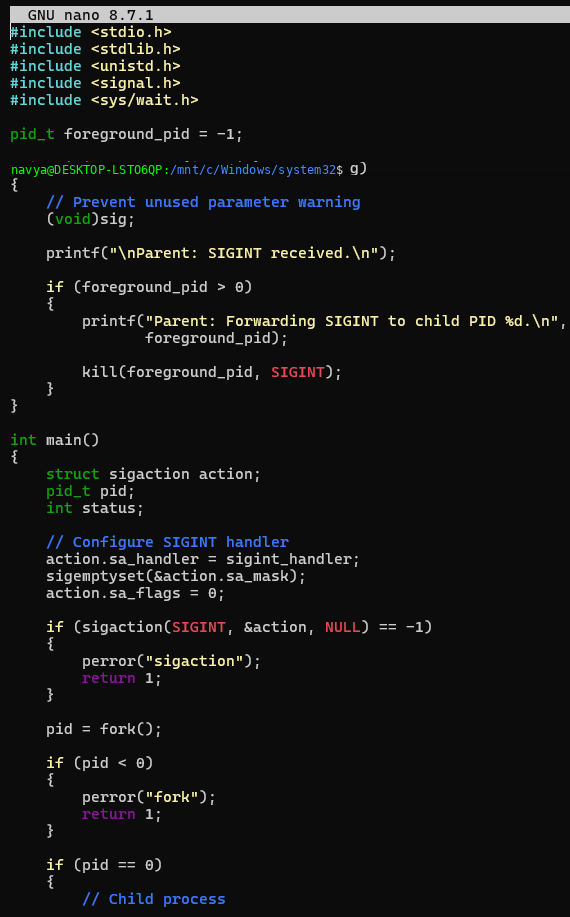 GNU nano 8.7.1
#include <stdio.h>
#include <stdlib.h>
#include <unistd.h>
#include <signal.h>
#include <sys/wait.h>
pid_t foreground_pid = -1;
navya@DESKTOP-LSTO6QP:/mnt/c/Windows/system32$ g)
{
    // Prevent unused parameter warning
    (void)sig;
    printf("\nParent: SIGINT received.\n");
    if (foreground_pid > 0)
    {
        printf("Parent: Forwarding SIGINT to child PID %d.\n",
               foreground_pid);
        kill(foreground_pid, SIGINT);
    }
}
int main()
{
    struct sigaction action;
    pid_t pid;
    int status;
    // Configure SIGINT handler
    action.sa_handler = sigint_handler;
    sigemptyset(&action.sa_mask);
    action.sa_flags = 0;
    if (sigaction(SIGINT, &action, NULL) == -1)
    {
        perror("sigaction");
        return 1;
    }
    pid = fork();
    if (pid < 0)
    {
        perror("fork");
        return 1;
    }
    if (pid == 0)
    {
        // Child process